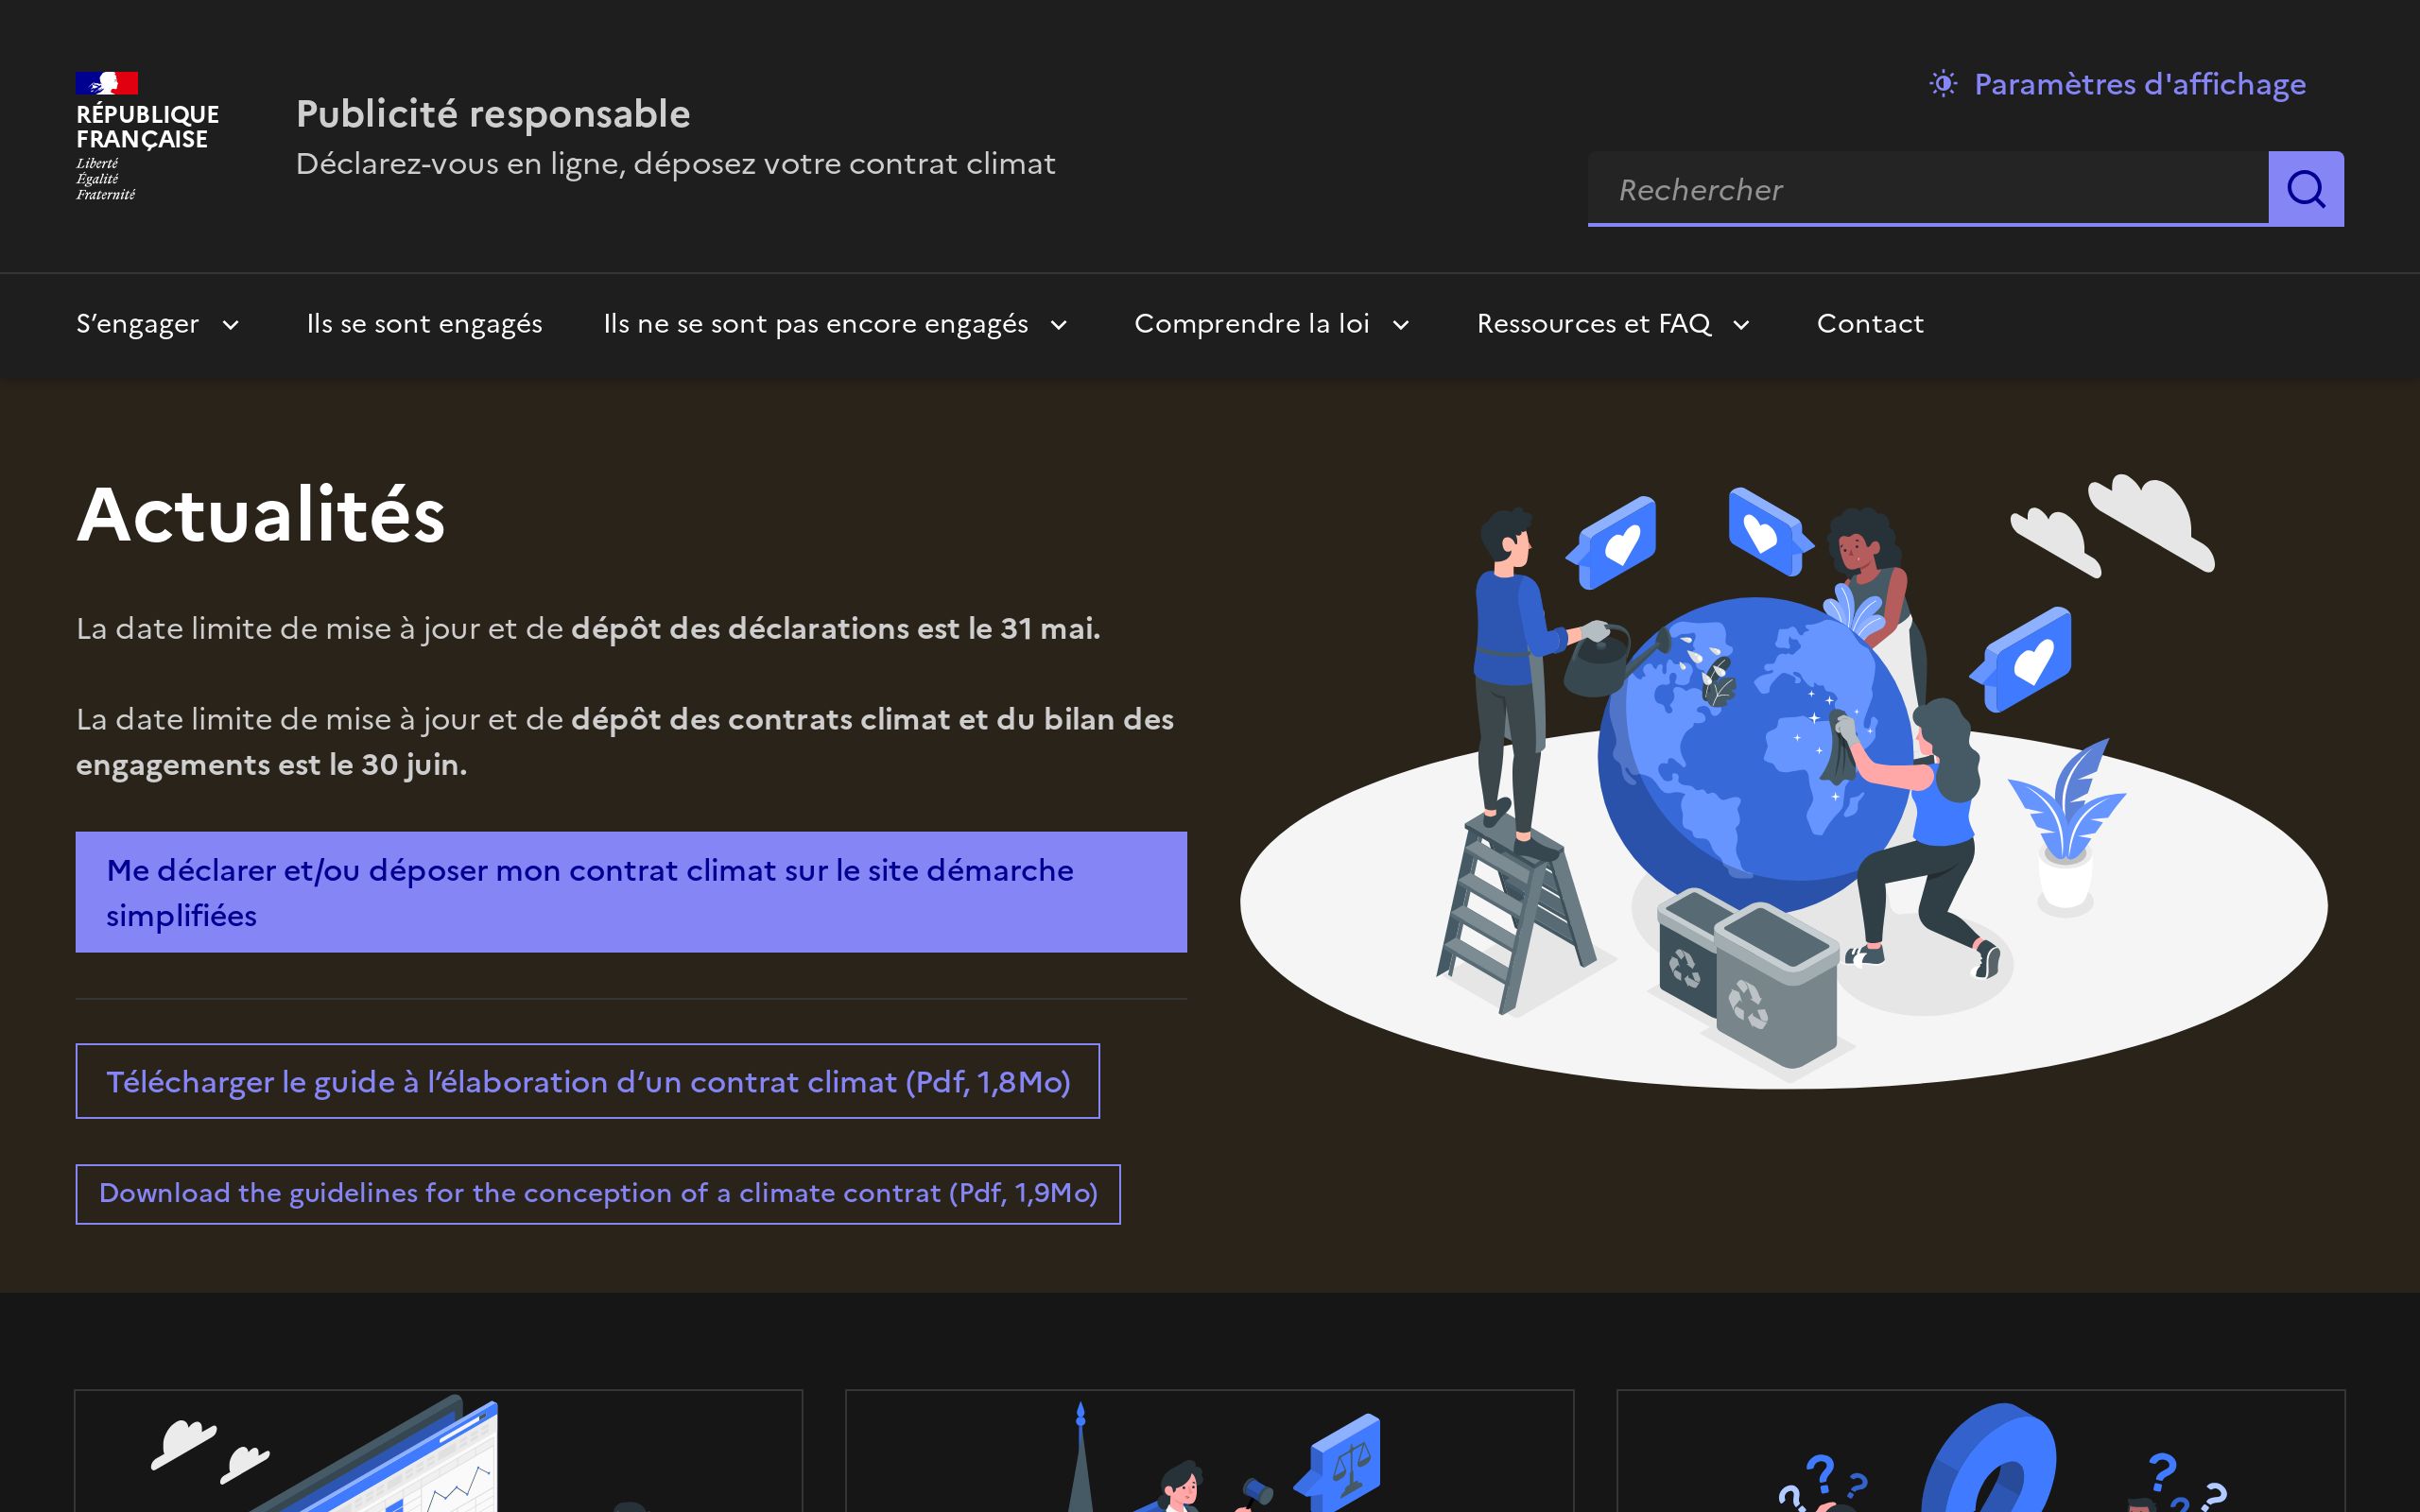 RÉPUBLIQUE
FRANÇAISE
Liberté
Égalité
Fraternité
Publicité responsable
Déclarez-vous en ligne, déposez votre contrat climat
Paramètres d'affichage
Rechercher
S’engager
Ils se sont engagés
Ils ne se sont pas encore engagés
Comprendre la loi
Ressources et FAQ
Contact
Actualités
La date limite de mise à jour et de dépôt des déclarations est le 31 mai.
La date limite de mise à jour et de dépôt des contrats climat et du bilan des
engagements est le 30 juin.
Me déclarer et/ou déposer mon contrat climat sur le site démarche
simplifiées
Télécharger le guide à l’élaboration d’un contrat climat (Pdf, 1,8Mo)
Download the guidelines for the conception of a climate contrat (Pdf, 1,9Mo)